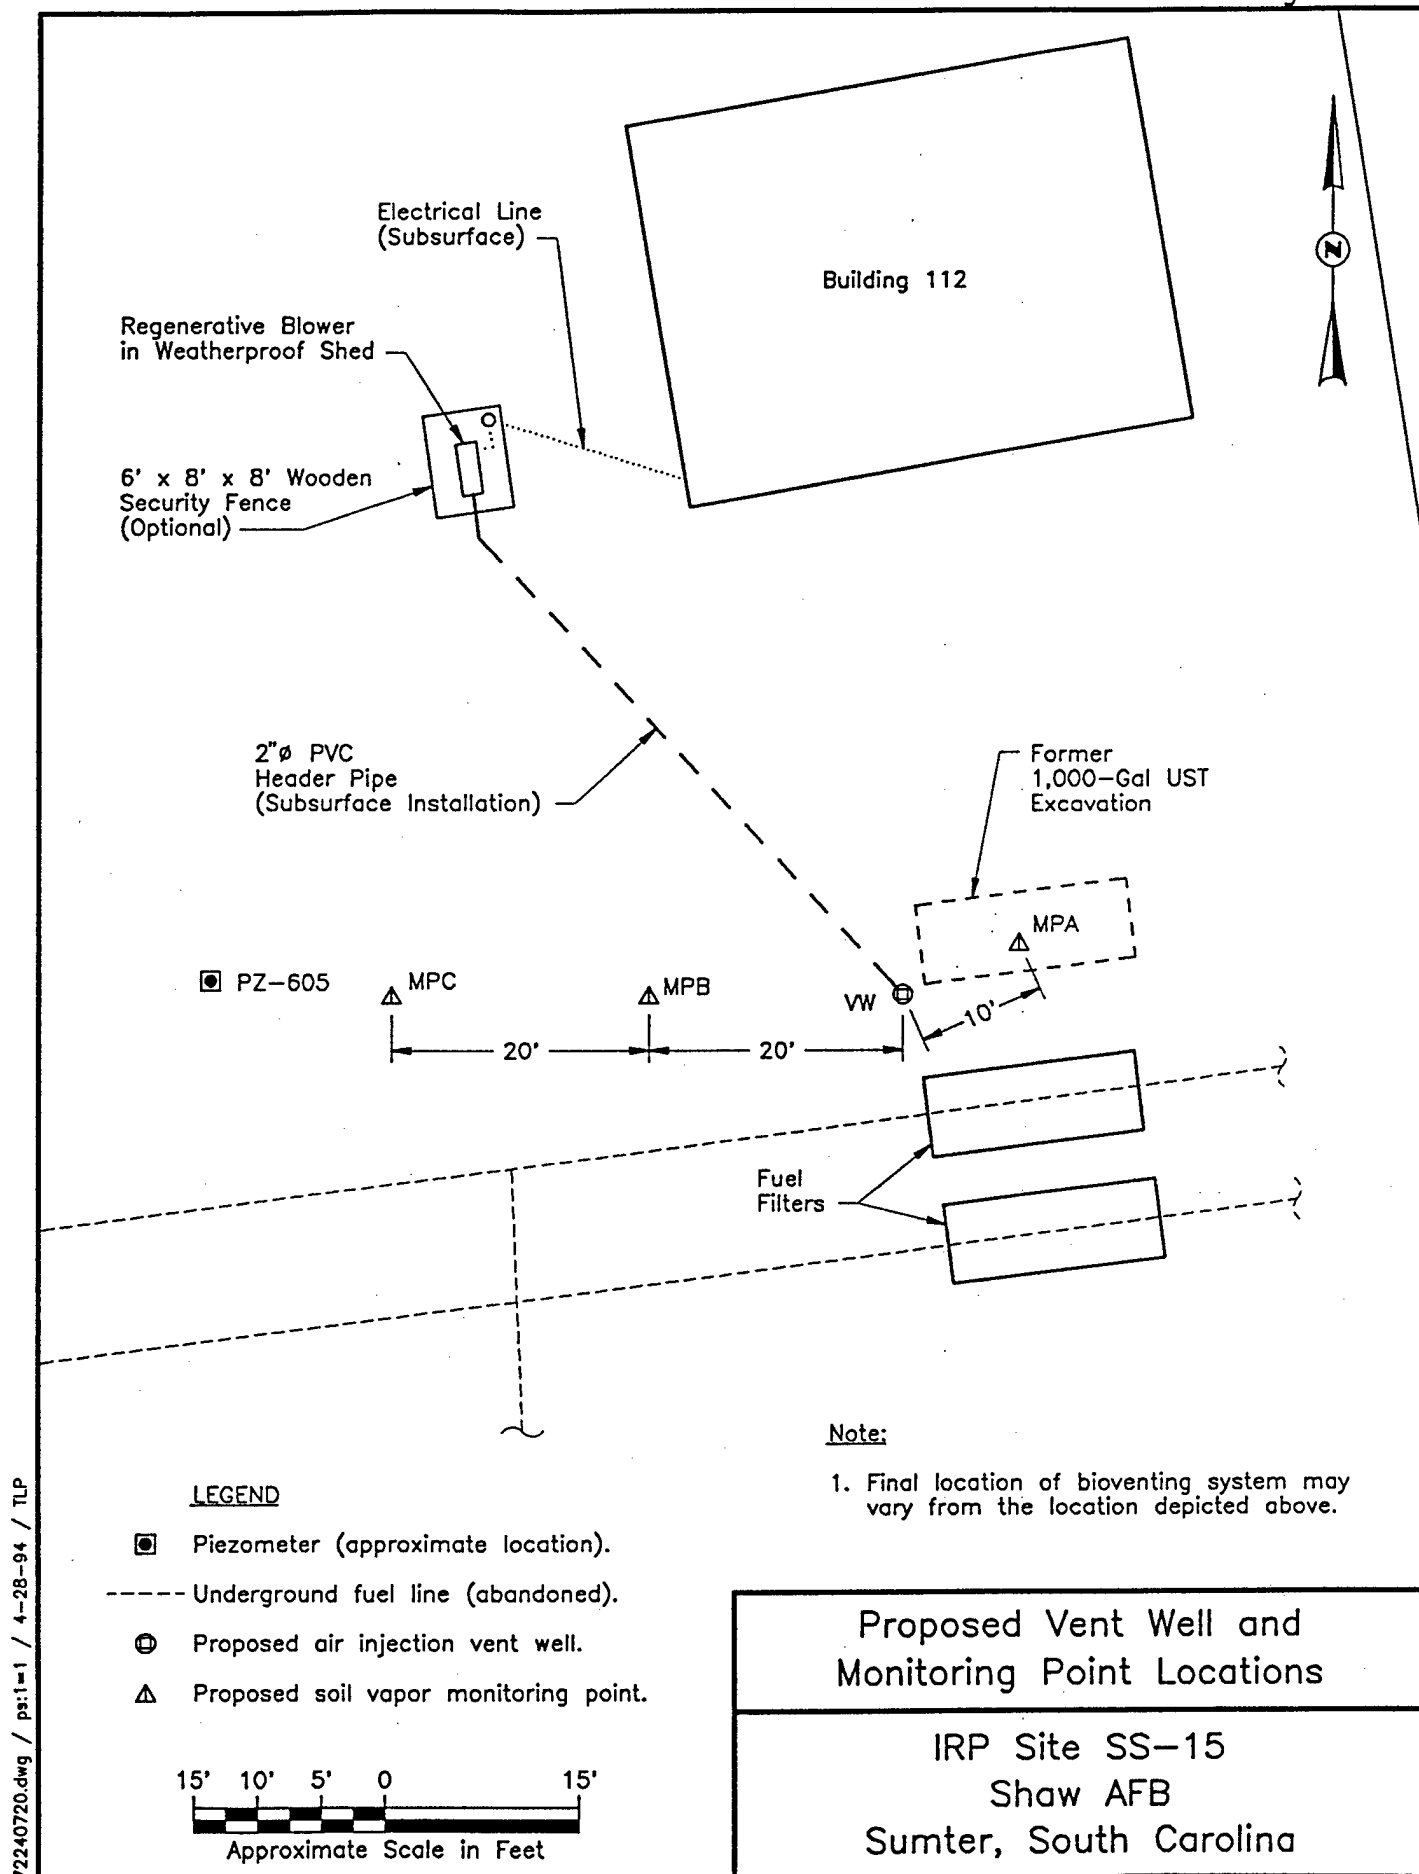 Electrical Line
(Subsurface)
Building 112
N
Regenerative Blower
in Weatherproof Shed
6' x 8' x 8' Wooden
Security Fence
(Optional)
2"ø PVC
Header Pipe
(Subsurface Installation)
Former
1,000-Gal UST
Excavation
MPA
PZ-605
MPC
MPB
VW
10'
20'
20'
Fuel
Filters
Note:
1. Final location of bioventing system may
vary from the location depicted above.
LEGEND
Piezometer (approximate location).
Underground fuel line (abandoned).
Proposed air injection vent well.
Proposed soil vapor monitoring point.
15' 10' 5' 0 15'
Approximate Scale in Feet
Proposed Vent Well and
Monitoring Point Locations
IRP Site SS-15
Shaw AFB
Sumter, South Carolina
72240720.dwg / ps:1=1 / 4-28-94 / TLP